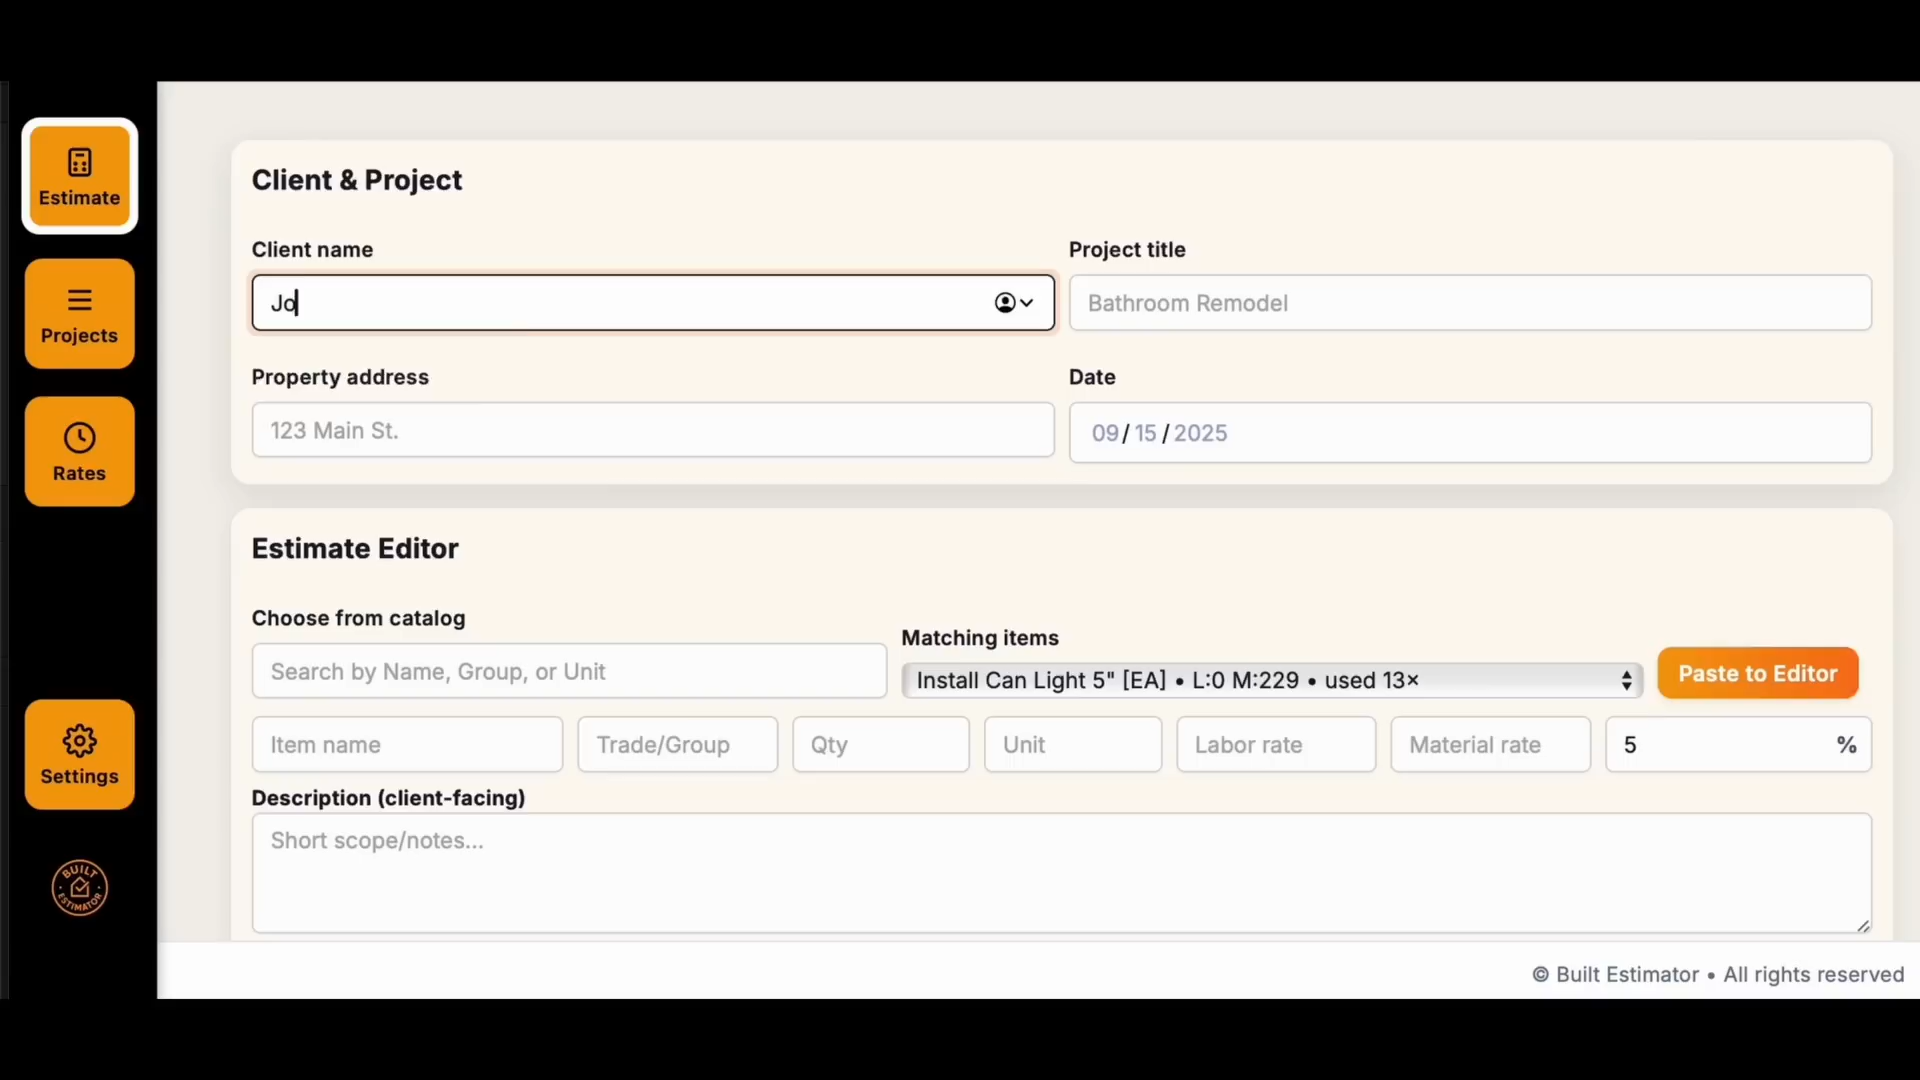 Estimate
Projects
Rates
Settings
BUILT
ESTIMATOR
Client & Project
Client name
Project title
Jo
Bathroom Remodel
Property address
Date
123 Main St.
09/15/2025
Estimate Editor
Choose from catalog
Matching items
Search by Name, Group, or Unit
Install Can Light 5" [EA] • L:0 M:229 • used 13×
Paste to Editor
Item name
Trade/Group
Qty
Unit
Labor rate
Material rate
5 %
Description (client-facing)
Short scope/notes...
© Built Estimator • All rights reserved